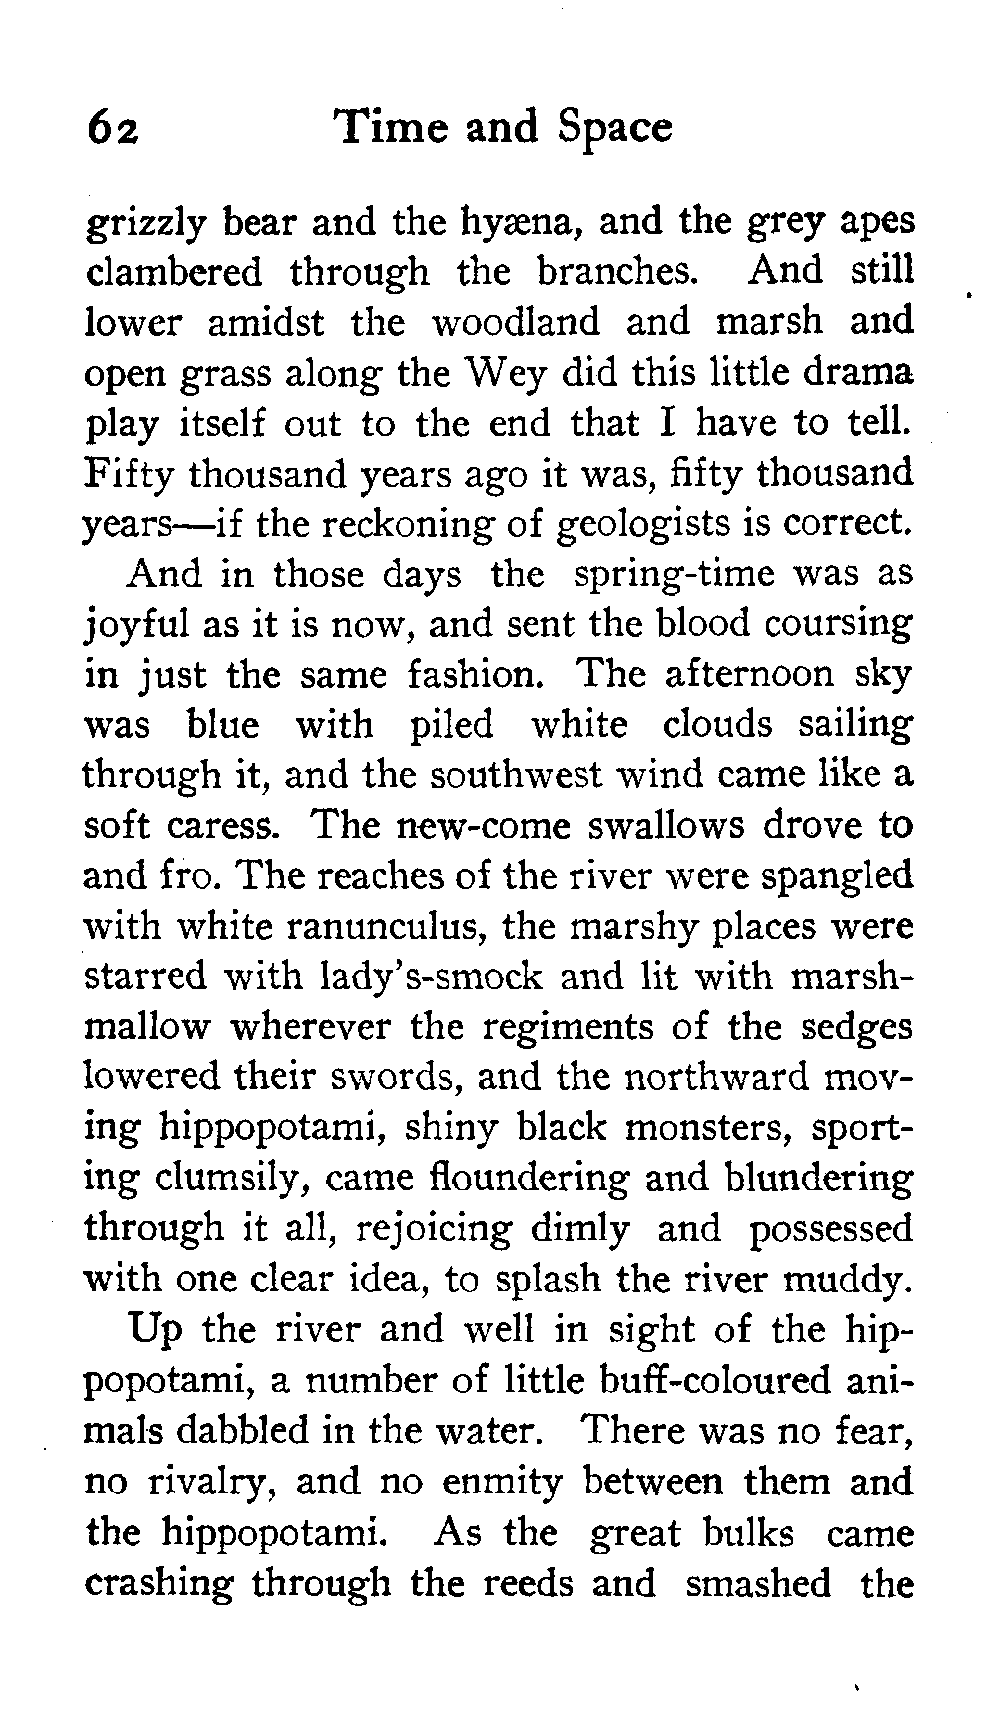 62 Time and Space
grizzly bear and the hyæna, and the grey apes
clambered through the branches. And still
lower amidst the woodland and marsh and
open grass along the Wey did this little drama
play itself out to the end that I have to tell.
Fifty thousand years ago it was, fifty thousand
years—if the reckoning of geologists is correct.
And in those days the spring-time was as
joyful as it is now, and sent the blood coursing
in just the same fashion. The afternoon sky
was blue with piled white clouds sailing
through it, and the southwest wind came like a
soft caress. The new-come swallows drove to
and fro. The reaches of the river were spangled
with white ranunculus, the marshy places were
starred with lady's-smock and lit with marsh-
mallow wherever the regiments of the sedges
lowered their swords, and the northward mov-
ing hippopotami, shiny black monsters, sport-
ing clumsily, came floundering and blundering
through it all, rejoicing dimly and possessed
with one clear idea, to splash the river muddy.
Up the river and well in sight of the hip-
popotami, a number of little buff-coloured ani-
mals dabbled in the water. There was no fear,
no rivalry, and no enmity between them and
the hippopotami. As the great bulks came
crashing through the reeds and smashed the